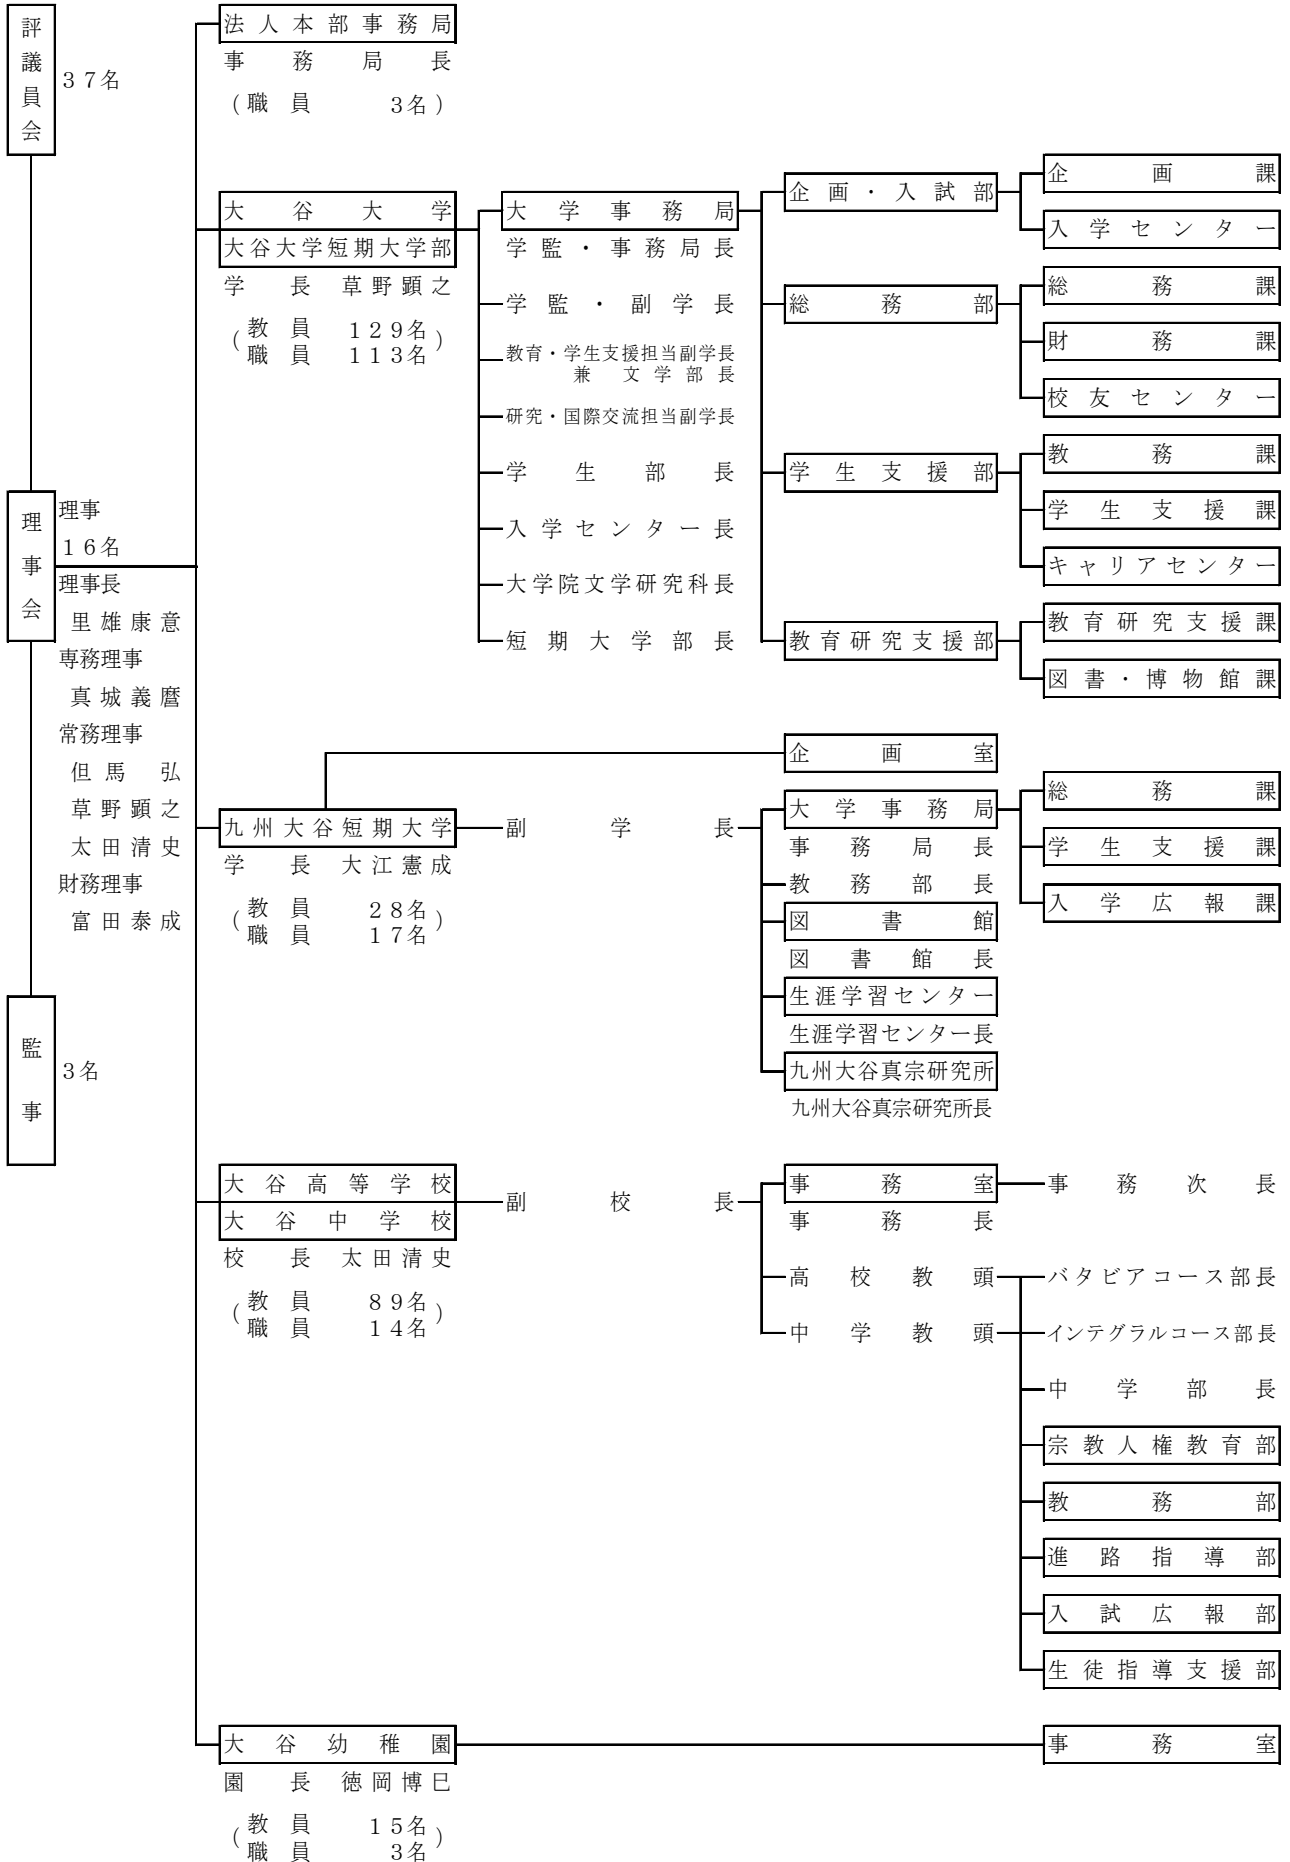 評議員会
３７名
理事会
理事
１６名
理事長
里雄康意
専務理事
真城義麿
常務理事
但馬 弘
草野顕之
太田清史
財務理事
富田泰成
監事
３名
法人本部事務局
事務局長
(職員 3名)
大谷大学
大谷大学短期大学部
学長 草野顕之
(教員 １２９名
職員 １１３名)
大学事務局
学監・事務局長
学監・副学長
教育・学生支援担当副学長
兼 文学部長
研究・国際交流担当副学長
学生部長
入学センター長
大学院文学研究科長
短期大学部長
企画・入試部
企画課
入学センター
総務部
総務課
財務課
校友センター
学生支援部
教務課
学生支援課
キャリアセンター
教育研究支援部
教育研究支援課
図書・博物館課
九州大谷短期大学
学長 大江憲成
(教員 ２８名
職員 １７名)
企画室
副学長
大学事務局
事務局長
教務部長
図書館
図書館長
生涯学習センター
生涯学習センター長
九州大谷真宗研究所
九州大谷真宗研究所長
総務課
学生支援課
入学広報課
大谷高等学校
大谷中学校
校長 太田清史
(教員 ８９名
職員 １４名)
副校長
事務室
事務長
事務次長
高校教頭
中学教頭
バタビアコース部長
インテグラルコース部長
中学部長
宗教人権教育部
教務部
進路指導部
入試広報部
生徒指導支援部
大谷幼稚園
園長 徳岡博巳
(教員 １５名
職員 3名)
事務室